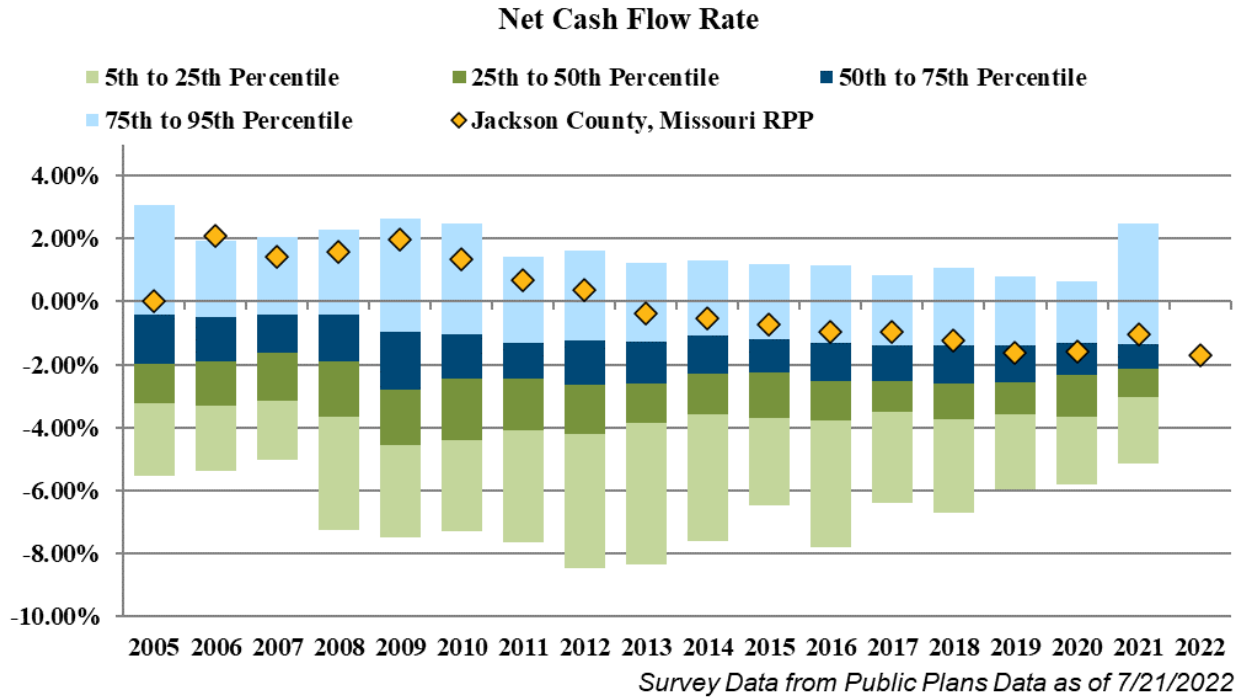 Net Cash Flow Rate
5th to 25th Percentile
25th to 50th Percentile
50th to 75th Percentile
75th to 95th Percentile
Jackson County, Missouri RPP
4.00%
2.00%
0.00%
-2.00%
-4.00%
-6.00%
-8.00%
-10.00%
2005 2006 2007 2008 2009 2010 2011 2012 2013 2014 2015 2016 2017 2018 2019 2020 2021 2022
Survey Data from Public Plans Data as of 7/21/2022